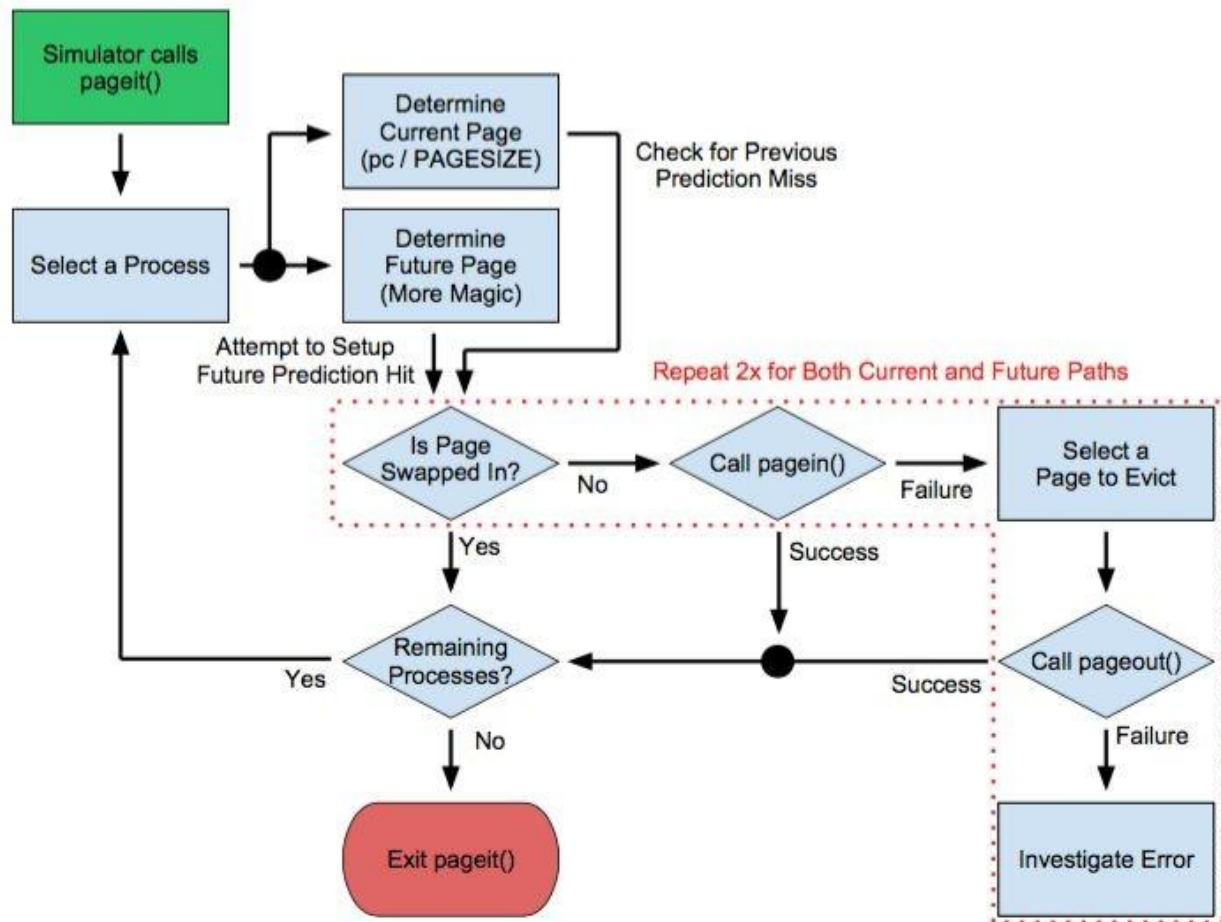 Simulator calls
pageit()
Determine
Current Page
(pc / PAGESIZE)
Check for Previous
Prediction Miss
Select a Process
Determine
Future Page
(More Magic)
Attempt to Setup
Future Prediction Hit
Repeat 2x for Both Current and Future Paths
Is Page
Swapped In?
No
Call pagein()
Failure
Select a
Page to Evict
Yes
Success
Remaining
Processes?
Yes
Call pageout()
Success
No
Failure
Exit pageit()
Investigate Error